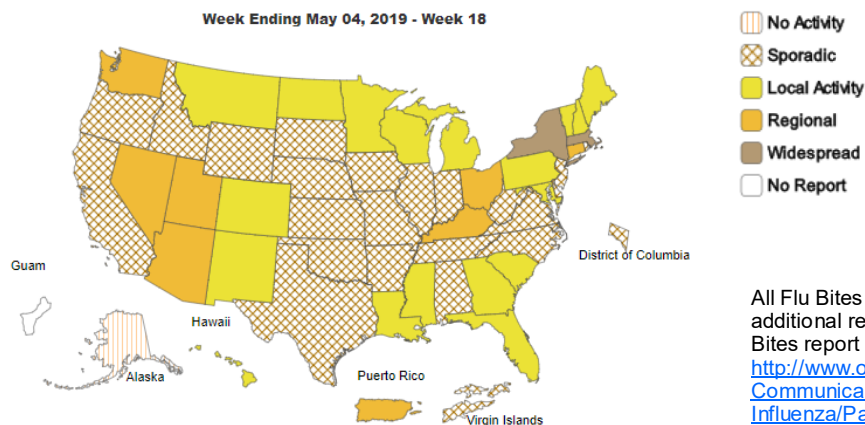 Week Ending May 04, 2019 - Week 18
No Activity
Sporadic
Local Activity
Regional
Widespread
No Report
District of Columbia
Guam
Hawaii
Alaska
Puerto Rico
Virgin Islands
All Flu Bites
additional re
Bites report
http://www.o
Communica
Influenza/Pa